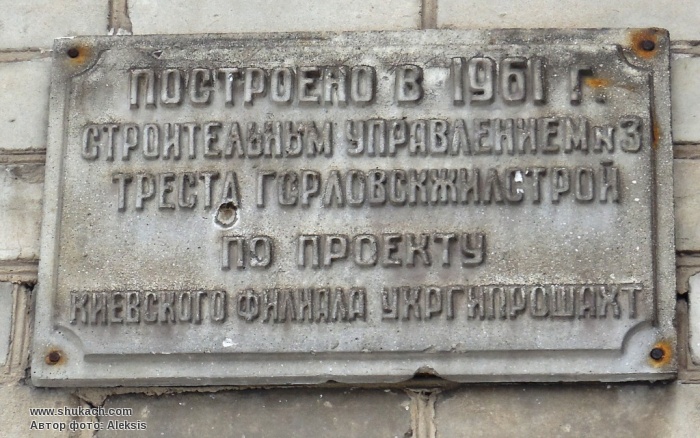 ПОСТРОЕНО В 1961 Г.
СТРОИТЕЛЬНЫМ УПРАВЛЕНИЕМ №3
ТРЕСТА ГОРЛОВСКЖИЛСТРОЙ
ПО ПРОЕКТУ
КИЕВСКОГО ФИЛИАЛА УКРГИПРОШАХТ
www.shukach.com
Автор фото: Aleksis